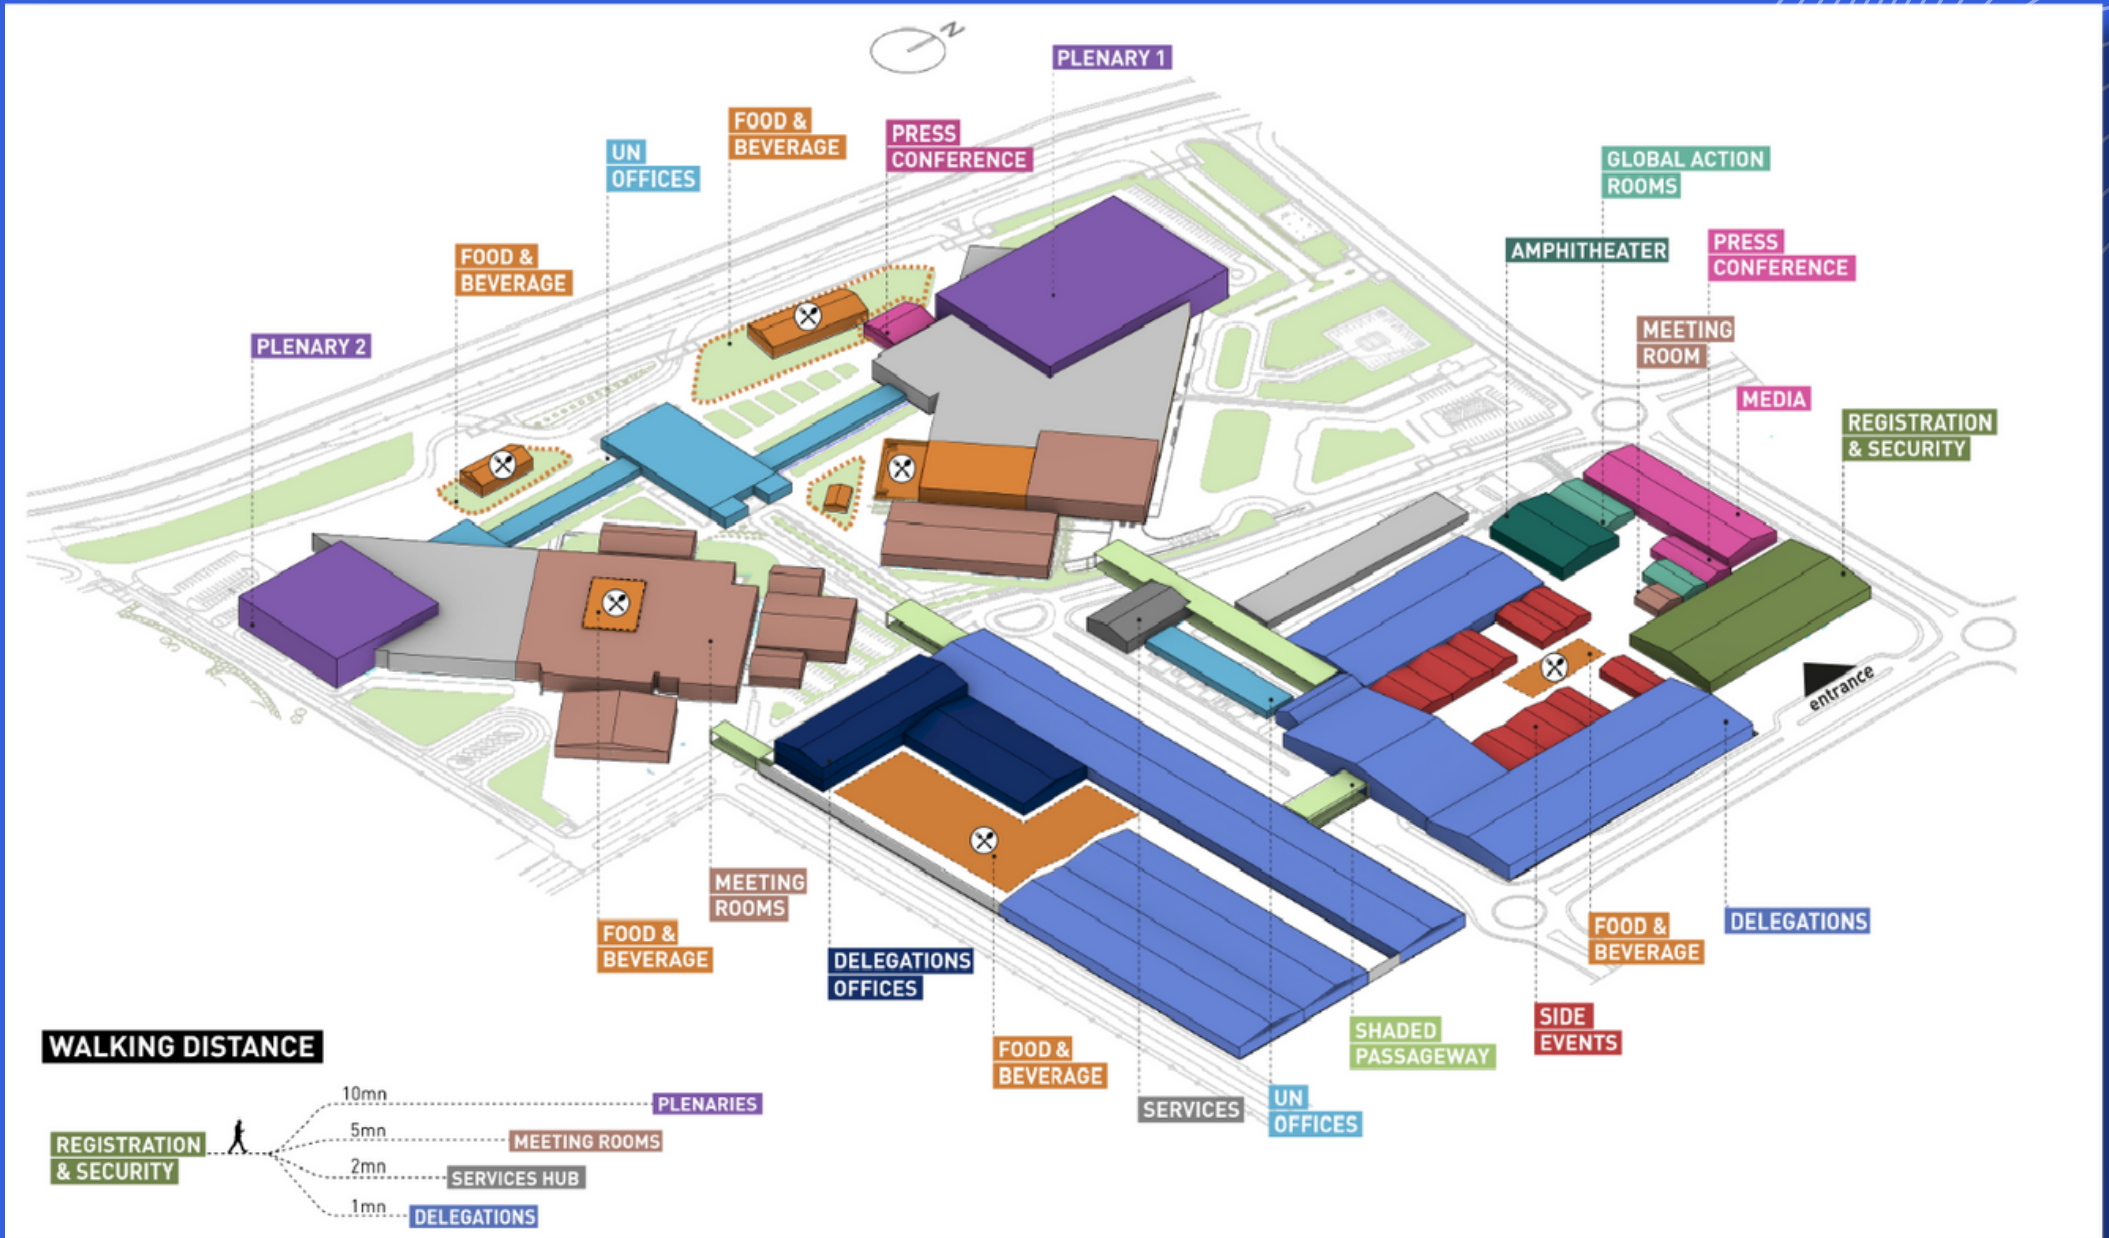 N
PLENARY 1
FOOD &
BEVERAGE
PRESS
CONFERENCE
UN
OFFICES
GLOBAL ACTION
ROOMS
AMPHITHEATER
PRESS
CONFERENCE
FOOD &
BEVERAGE
MEETING
ROOM
PLENARY 2
MEDIA
REGISTRATION
& SECURITY
entrance
MEETING
ROOMS
FOOD &
BEVERAGE
DELEGATIONS
OFFICES
FOOD &
BEVERAGE
DELEGATIONS
SIDE
EVENTS
SHADED
PASSAGEWAY
FOOD &
BEVERAGE
SERVICES
UN
OFFICES
WALKING DISTANCE
10mn
PLENARIES
5mn
MEETING ROOMS
REGISTRATION
& SECURITY
2mn
SERVICES HUB
1mn
DELEGATIONS